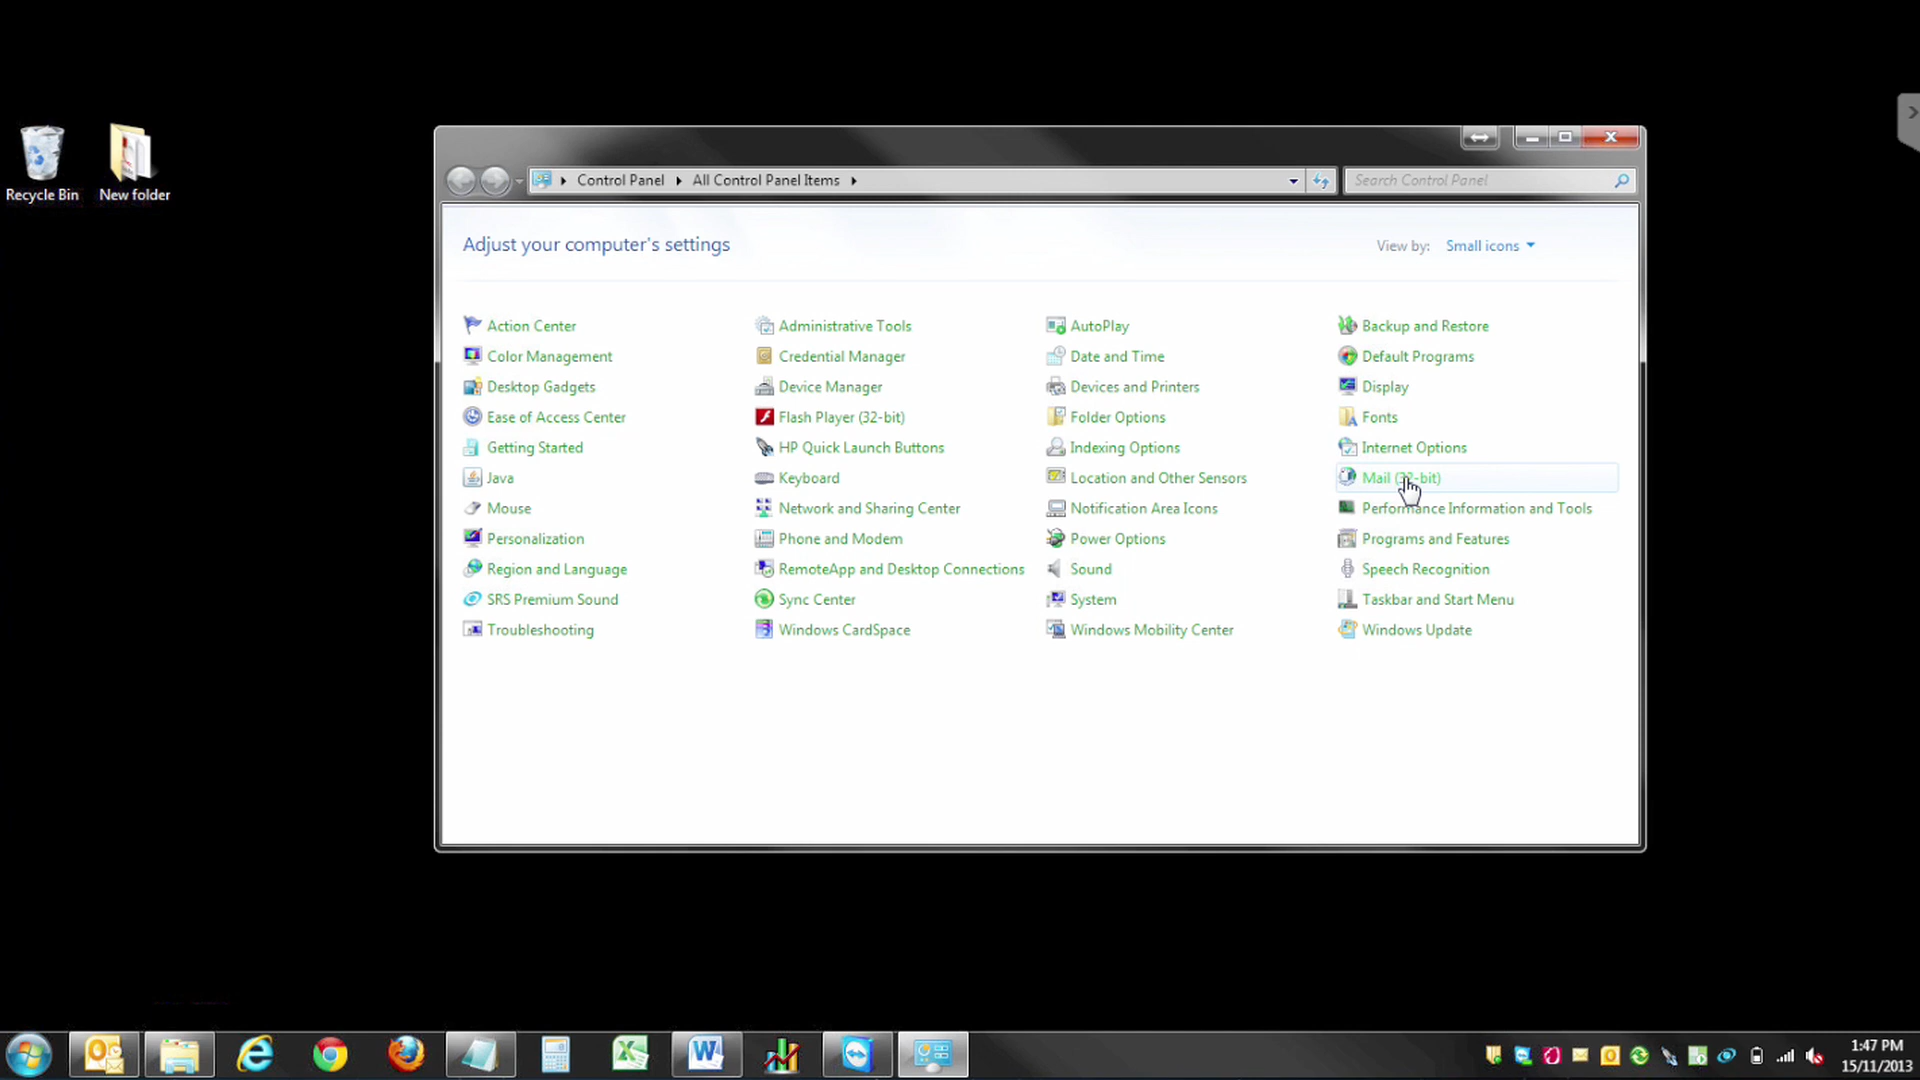 Recycle Bin
New folder
Control Panel
All Control Panel Items
Search Control Panel
Adjust your computer's settings
View by: Small icons
Action Center
Administrative Tools
AutoPlay
Backup and Restore
Color Management
Credential Manager
Date and Time
Default Programs
Desktop Gadgets
Device Manager
Devices and Printers
Display
Ease of Access Center
Flash Player (32-bit)
Folder Options
Fonts
Getting Started
HP Quick Launch Buttons
Indexing Options
Internet Options
Java
Keyboard
Location and Other Sensors
Mail (32-bit)
Mouse
Network and Sharing Center
Notification Area Icons
Performance Information and Tools
Personalization
Phone and Modem
Power Options
Programs and Features
Region and Language
RemoteApp and Desktop Connections
Sound
Speech Recognition
SRS Premium Sound
Sync Center
System
Taskbar and Start Menu
Troubleshooting
Windows CardSpace
Windows Mobility Center
Windows Update
1:47 PM
15/11/2013